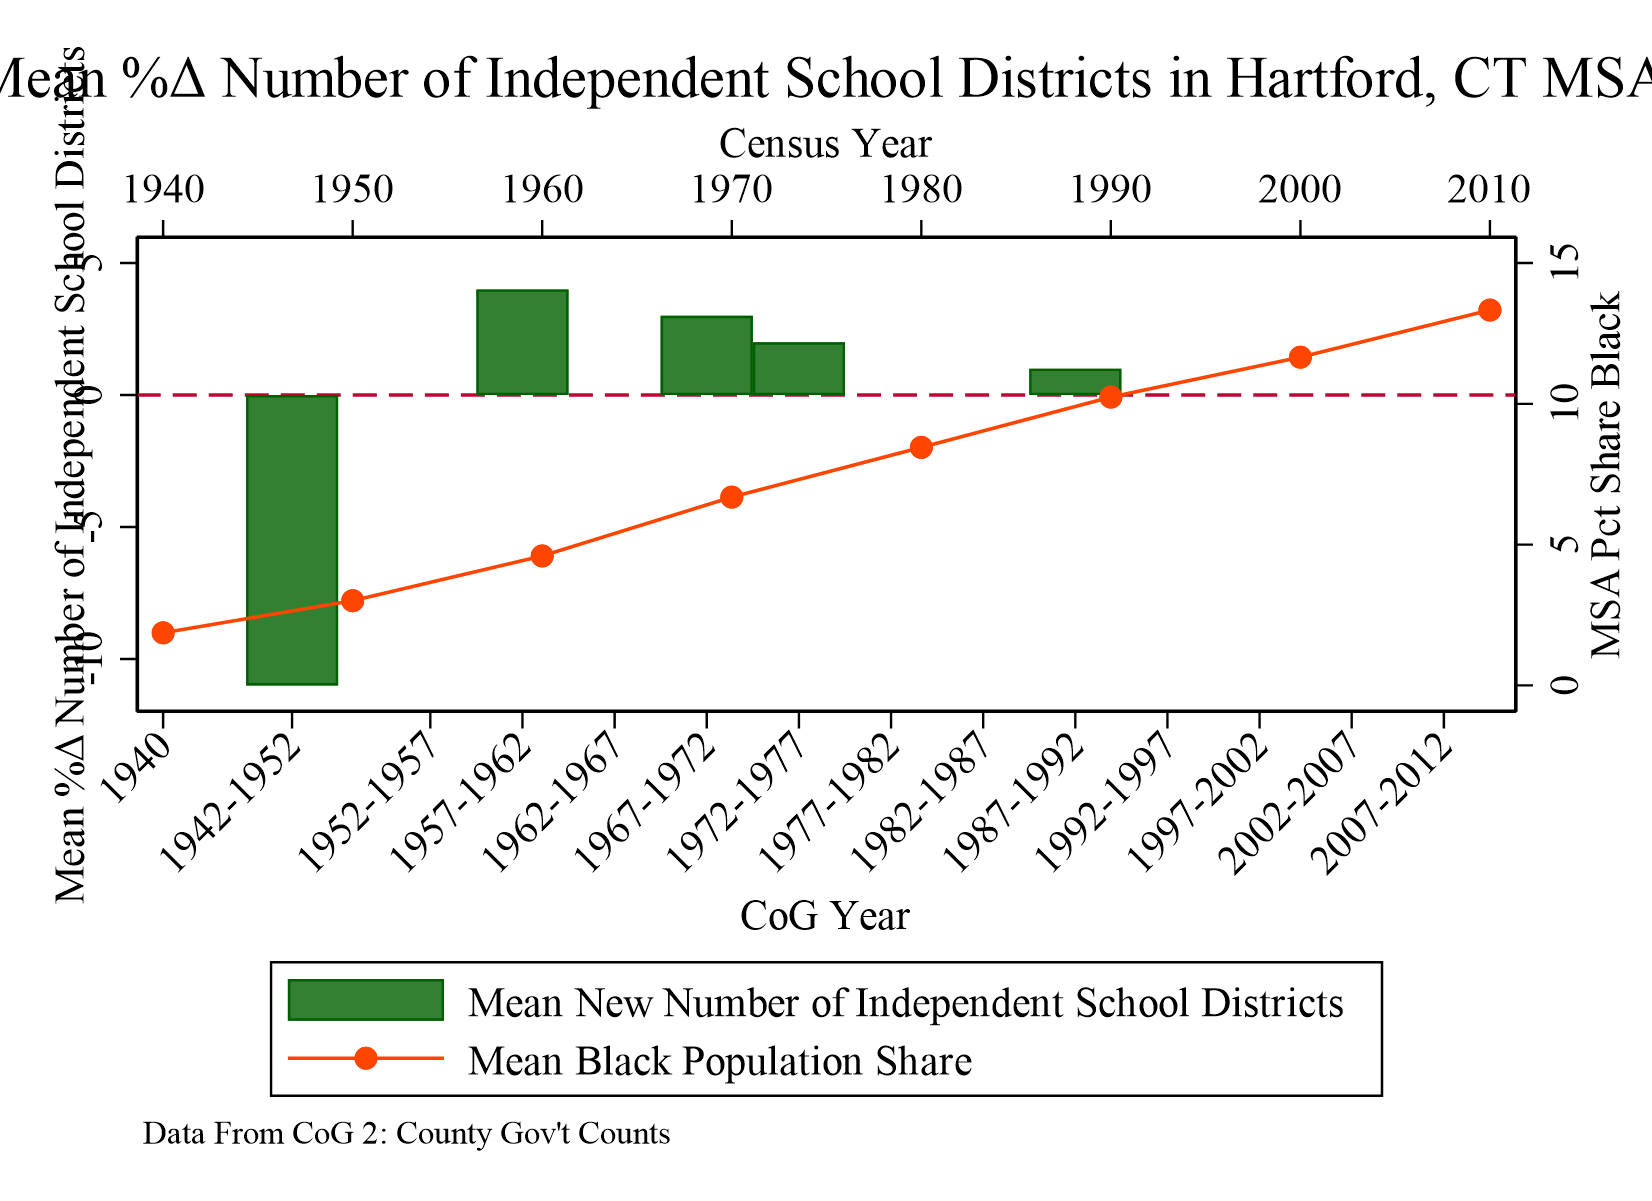 Mean %Δ Number of Independent School Districts in Hartford, CT MSA
Census Year
1940 1950 1960 1970 1980 1990 2000 2010
Mean %Δ Number of Independent School Districts
5
0
-5
-10
15
10
5
0
MSA Pct Share Black
1940
1942-1952
1952-1957
1957-1962
1962-1967
1967-1972
1972-1977
1977-1982
1982-1987
1987-1992
1992-1997
1997-2002
2002-2007
2007-2012
CoG Year
Mean New Number of Independent School Districts
Mean Black Population Share
Data From CoG 2: County Gov't Counts